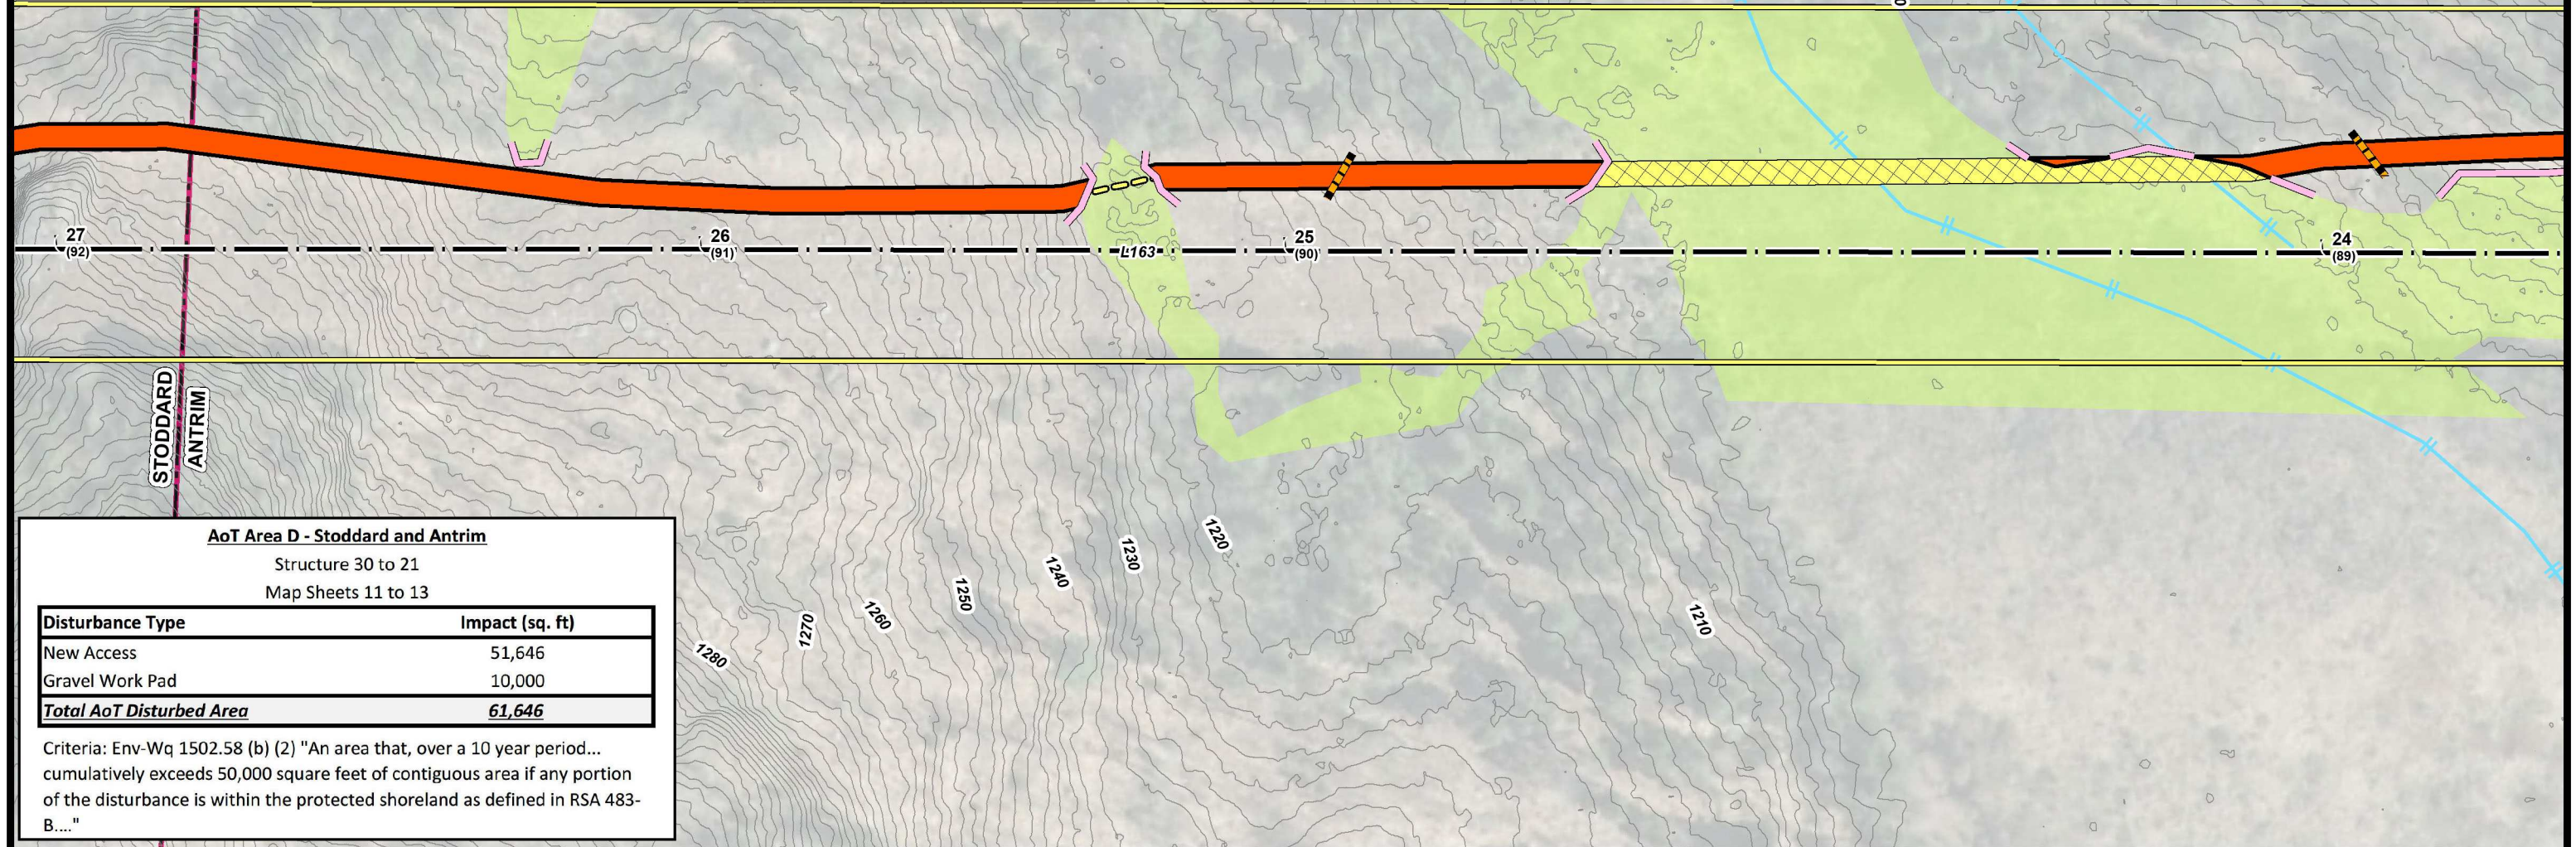 27
(92)
26
(91)
L163
25
(90)
24
(89)
STODDARD
ANTRIM
1280
1270
1260
1250
1240
1230
1220
1210
AoT Area D - Stoddard and Antrim
Structure 30 to 21
Map Sheets 11 to 13
Disturbance Type Impact (sq. ft)
New Access 51,646
Gravel Work Pad 10,000
Total AoT Disturbed Area 61,646
Criteria: Env-Wq 1502.58 (b) (2) "An area that, over a 10 year period...
cumulatively exceeds 50,000 square feet of contiguous area if any portion
of the disturbance is within the protected shoreland as defined in RSA 483-
B...."